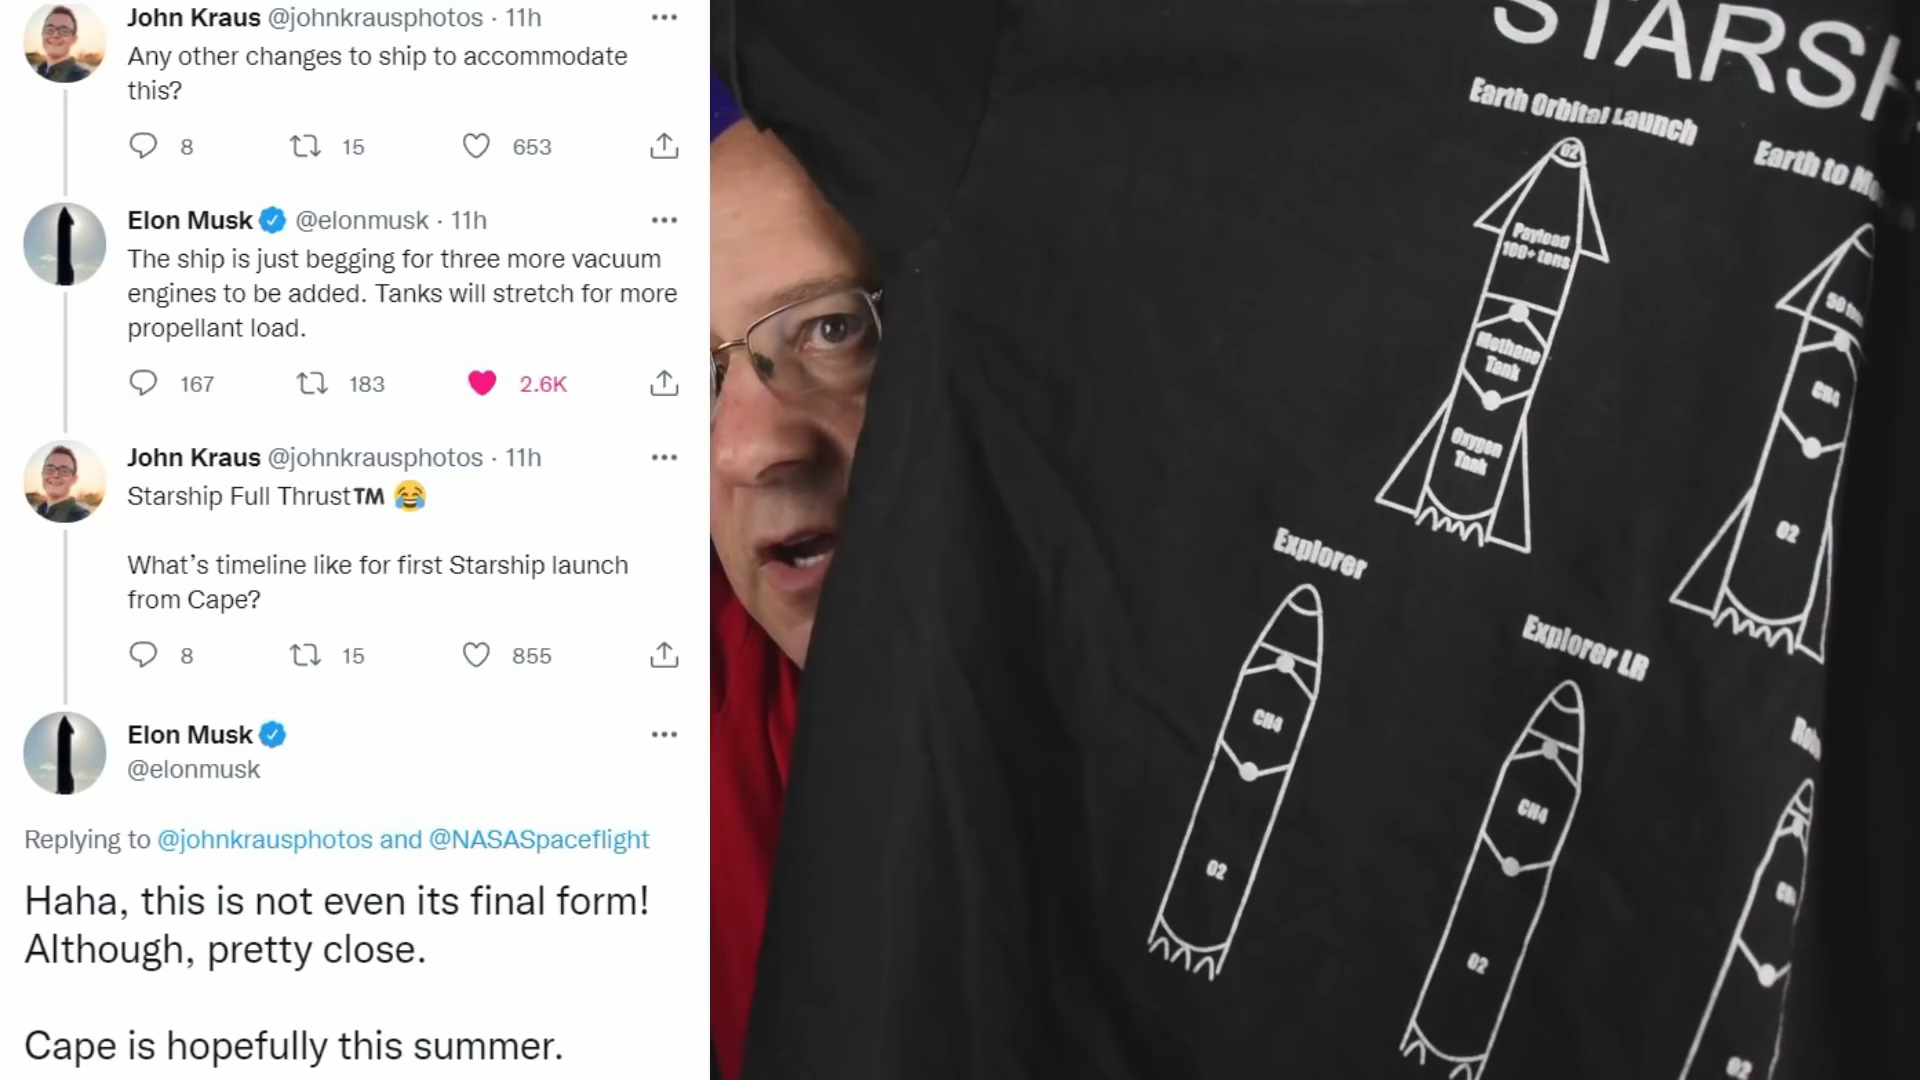 John Kraus @johnkrausphotos · 11h
Any other changes to ship to accommodate
this?
8 15 653
Elon Musk @elonmusk · 11h
The ship is just begging for three more vacuum
engines to be added. Tanks will stretch for more
propellant load.
167 183 2.6K
John Kraus @johnkrausphotos · 11h
Starship Full Thrust™ 😂
What’s timeline like for first Starship launch
from Cape?
8 15 855
Elon Musk
@elonmusk
Replying to @johnkrausphotos and @NASASpaceflight
Haha, this is not even its final form!
Although, pretty close.
Cape is hopefully this summer.
STARSH
Earth Orbital Launch
O2
Payload
100+ tons
Methane
Tank
Oxygen
Tank
Earth to
CH4
O2
Explorer
CH4
O2
Explorer LR
CH4
O2
O2